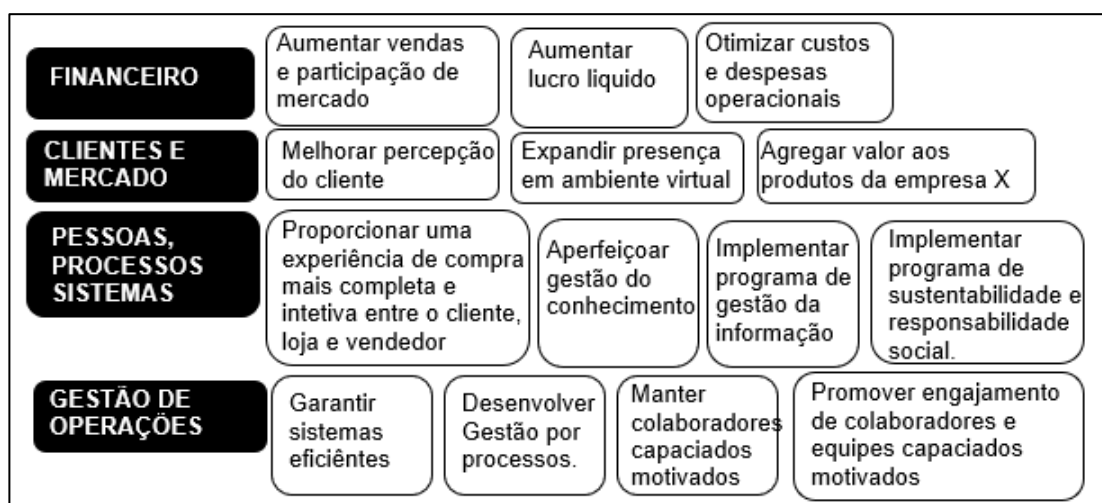 FINANCEIRO
Aumentar vendas
e participação de
mercado
Aumentar
lucro liquido
Otimizar custos
e despesas
operacionais
CLIENTES E
MERCADO
Melhorar percepção
do cliente
Expandir presença
em ambiente virtual
Agregar valor aos
produtos da empresa X
PESSOAS,
PROCESSOS
SISTEMAS
Proporcionar uma
experiência de compra
mais completa e
intetiva entre o cliente,
loja e vendedor
Aperfeiçoar
gestão do
conhecimento
Implementar
programa de
gestão da
informação
Implementar
programa de
sustentabilidade e
responsabilidade
social.
GESTÃO DE
OPERAÇÕES
Garantir
sistemas
eficiêntes
Desenvolver
Gestão por
processos.
Manter
colaboradores
capaciados
motivados
Promover engajamento
de colaboradores e
equipes capaciados
motivados